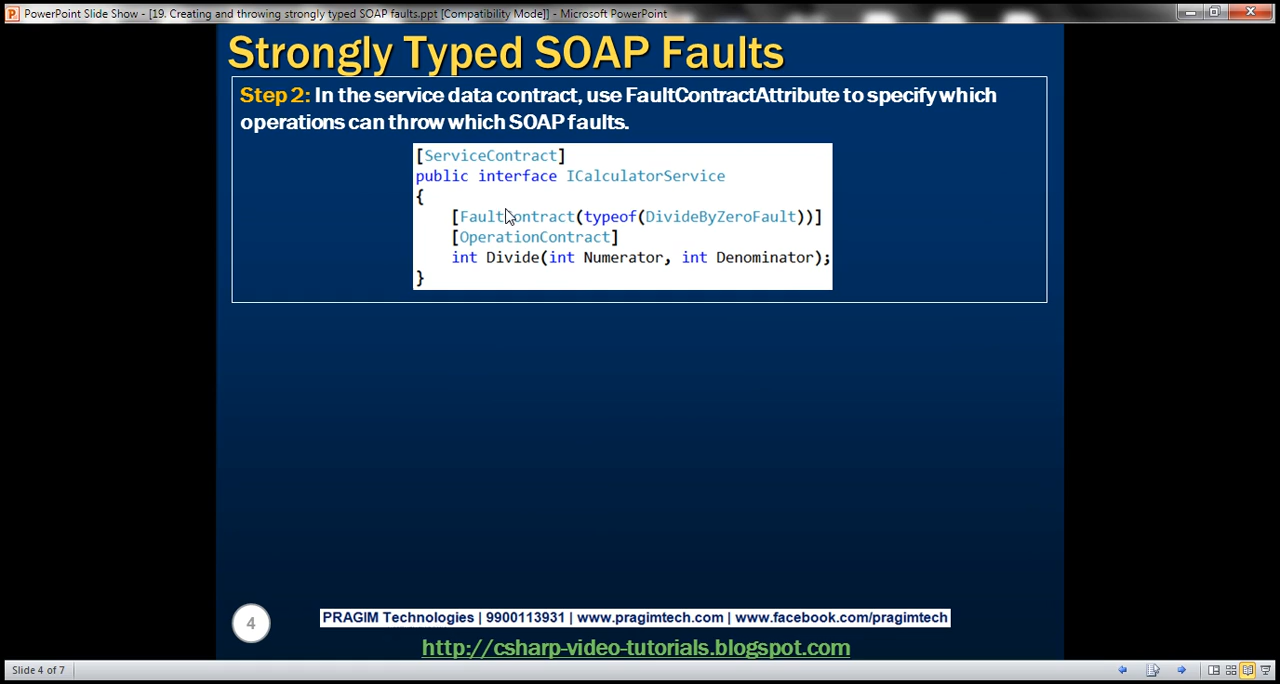 PowerPoint Slide Show - [19. Creating and throwing strongly typed SOAP faults.ppt [Compatibility Mode]] - Microsoft PowerPoint
Strongly Typed SOAP Faults
Step 2: In the service data contract, use FaultContractAttribute to specify which
operations can throw which SOAP faults.
[ServiceContract]
public interface ICalculatorService
{
[FaultContract(typeof(DivideByZeroFault))]
[OperationContract]
int Divide(int Numerator, int Denominator);
}
4
PRAGIM Technologies | 9900113931 | www.pragimtech.com | www.facebook.com/pragimtech
http://csharp-video-tutorials.blogspot.com
Slide 4 of 7